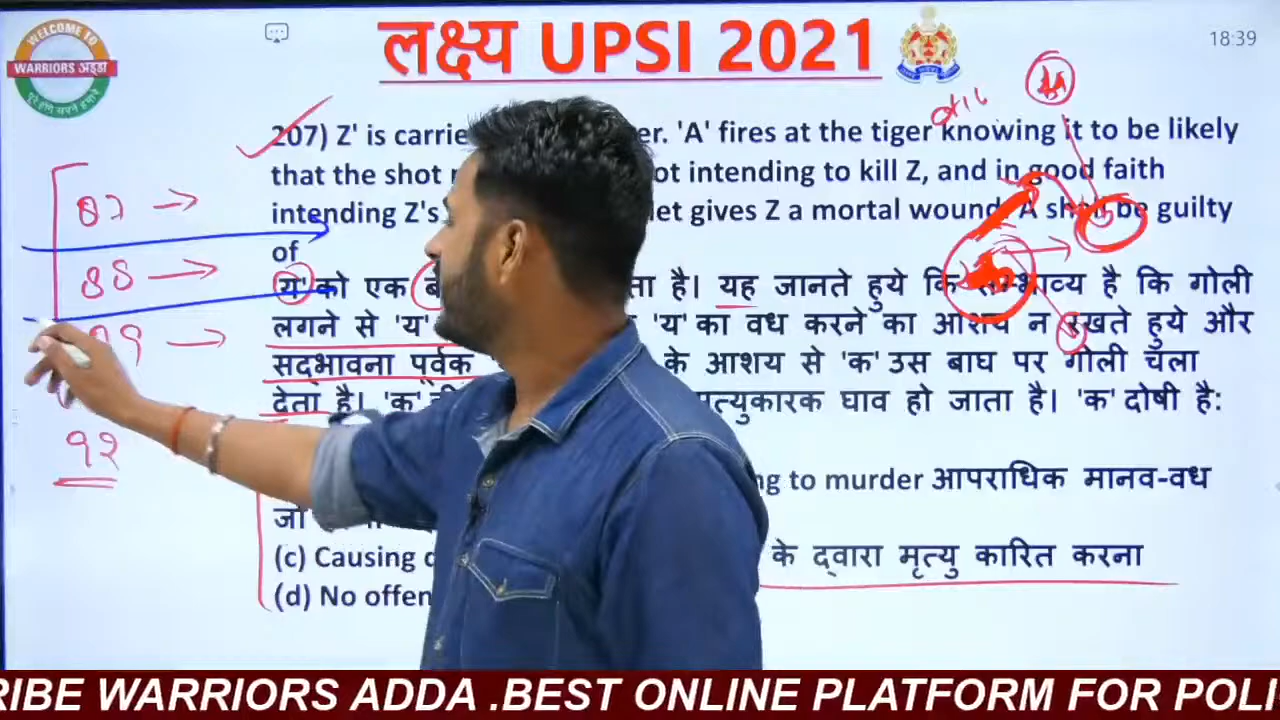 WELCOME TO
WARRIORS अड्डा
पूरे होंगे सपने हमारे
लक्ष्य UPSI 2021
18:39
207) Z' is carrie er. 'A' fires at the tiger knowing it to be likely
that the shot ot intending to kill Z, and in good faith
intending Z's et gives Z a mortal wound. A shall be guilty
of
य' को एक ता है। यह जानते हुये कि सम्भाव्य है कि गोली
लगने से 'य' 'य' का वध करने का आशय न रखते हुये और
सद्भावना पूर्वक के आशय से 'क' उस बाघ पर गोली चला
देता है। 'क' मृत्युकारक घाव हो जाता है। 'क' दोषी है:
ng to murder आपराधिक मानव-वध
जो
(c) Causing d के द्वारा मृत्यु कारित करना
(d) No offen
88
92
RIBE WARRIORS ADDA .BEST ONLINE PLATFORM FOR POLI